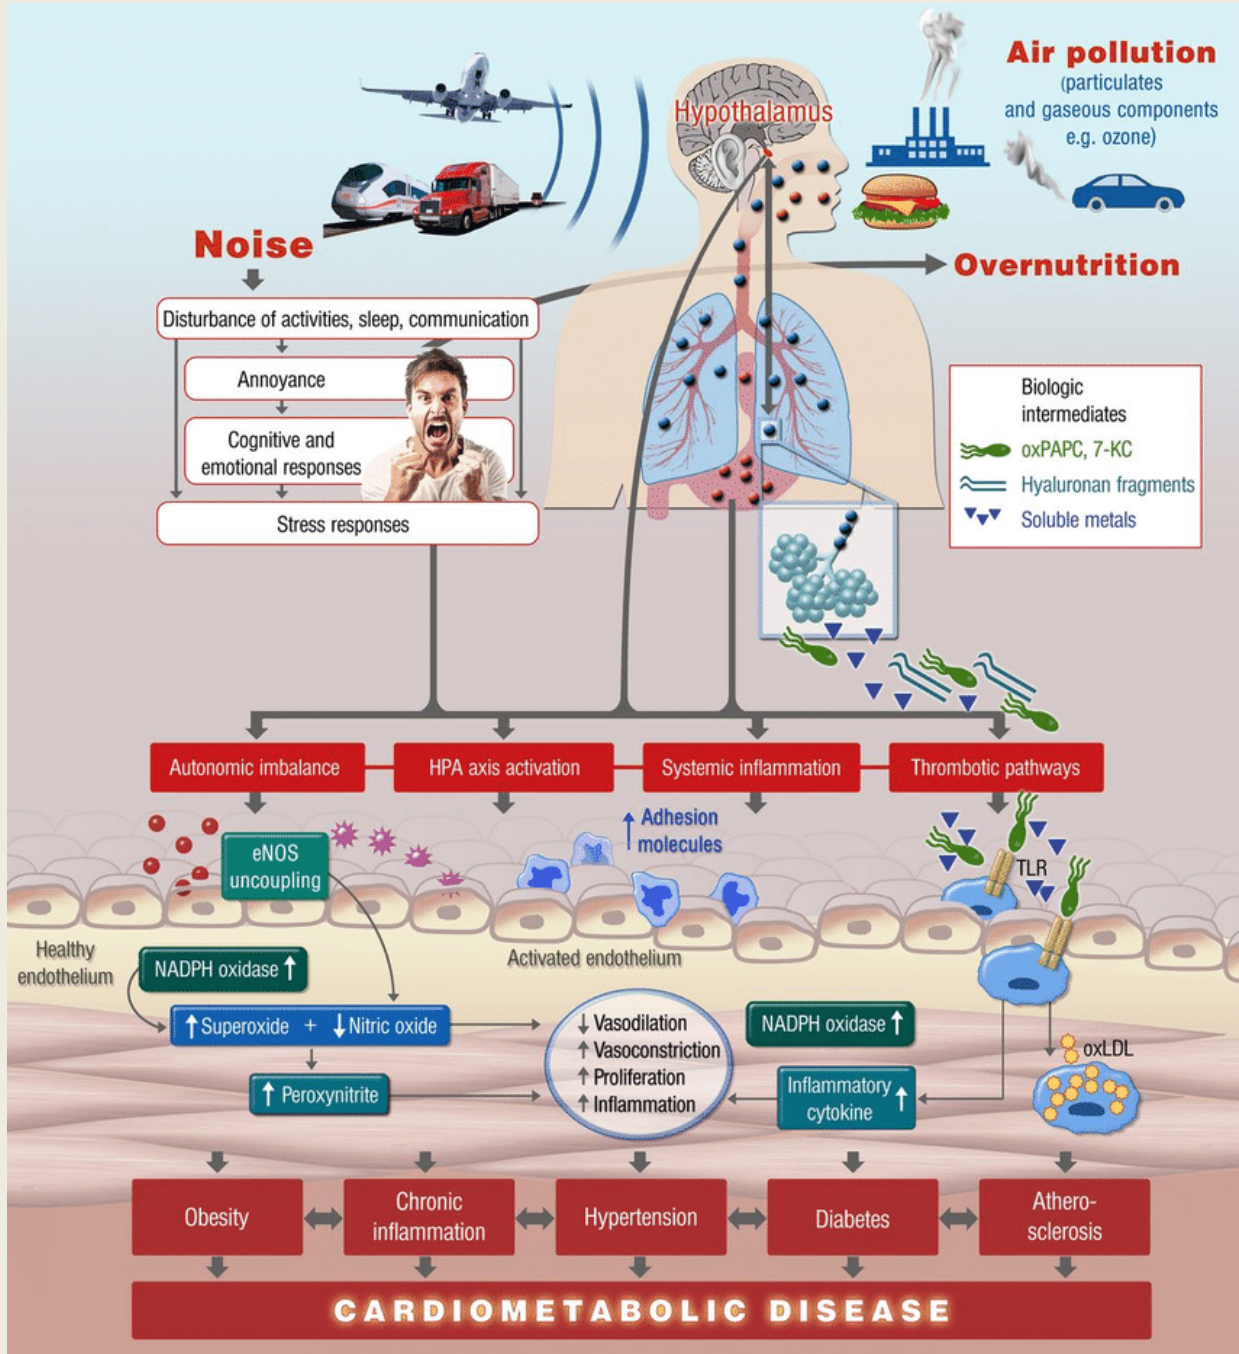 Air pollution
(particulates
and gaseous components
e.g. ozone)
Hypothalamus
Noise
Overnutrition
Disturbance of activities, sleep, communication
Annoyance
Cognitive and
emotional responses
Stress responses
Biologic
intermediates
oxPAPC, 7-KC
Hyaluronan fragments
Soluble metals
Autonomic imbalance
HPA axis activation
Systemic inflammation
Thrombotic pathways
↑ Adhesion
molecules
eNOS
uncoupling
TLR
Healthy
endothelium
Activated endothelium
NADPH oxidase ↑
↑ Superoxide + ↓ Nitric oxide
↑ Peroxynitrite
↓ Vasodilation
↑ Vasoconstriction
↑ Proliferation
↑ Inflammation
NADPH oxidase ↑
Inflammatory
cytokine ↑
oxLDL
Obesity
Chronic
inflammation
Hypertension
Diabetes
Athero-
sclerosis
CARDIOMETABOLIC DISEASE